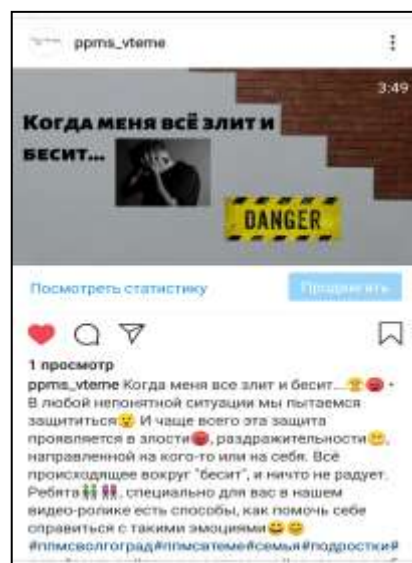 ppms_vteme
3:49
Когда меня всё злит и
бесит...
DANGER
Посмотреть статистику
Продвигать
1 просмотр
ppms_vteme Когда меня все злит и бесит...
В любой непонятной ситуации мы пытаемся
защититься И чаще всего эта защита
проявляется в злости, раздражительности,
направленной на кого-то или на себя. Всё
происходящее вокруг "бесит", и ничто не радует.
Ребята, специально для вас в нашем
видео-ролике есть способы, как помочь себе
справиться с такими эмоциями
#ппмсволгоград#ппмсвтеме#семья#подростки#